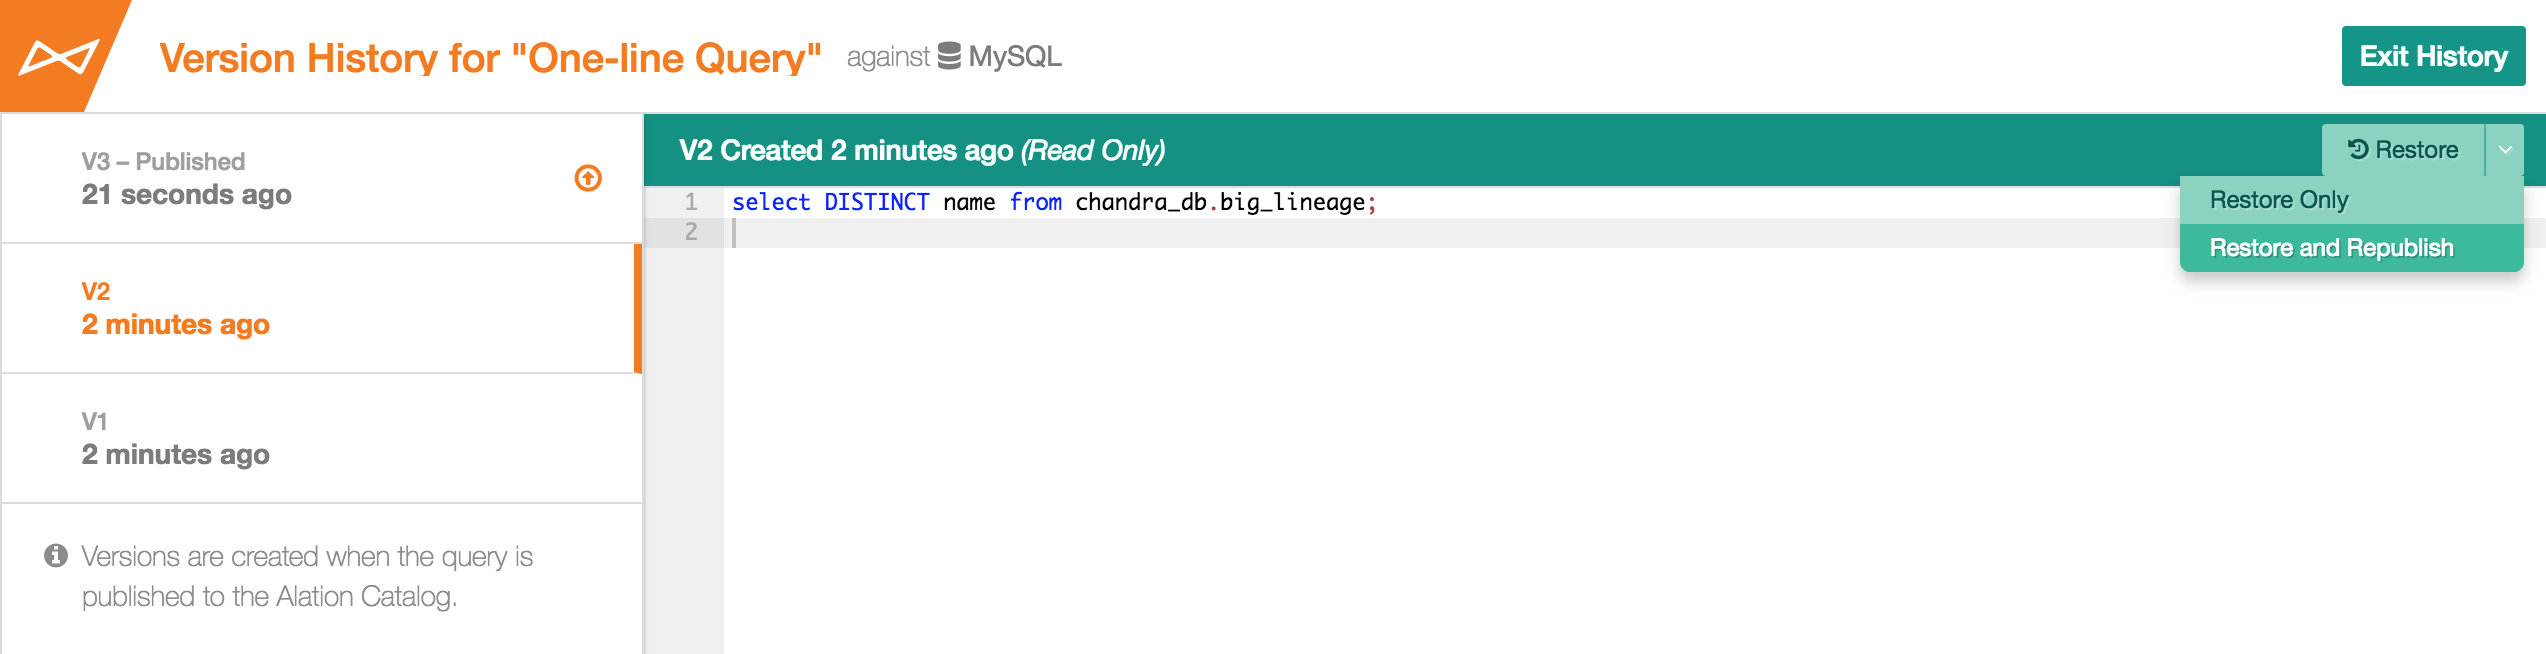 Version History for "One-line Query" against MySQL
Exit History
V3 – Published
21 seconds ago
V2
2 minutes ago
V1
2 minutes ago
Versions are created when the query is
published to the Alation Catalog.
V2 Created 2 minutes ago (Read Only)
Restore
Restore Only
Restore and Republish
1 select DISTINCT name from chandra_db.big_lineage;
2